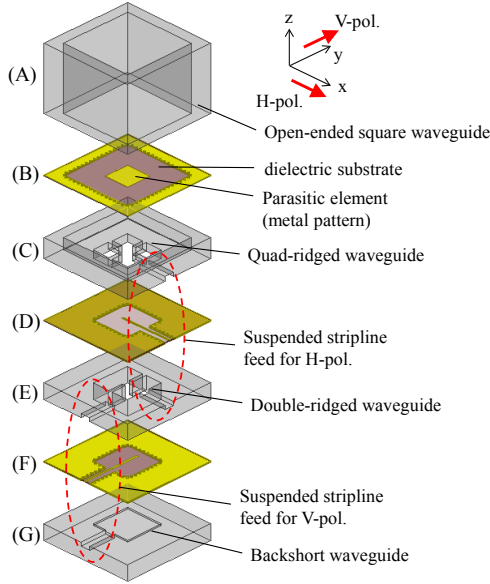 z
V-pol.
y
x
H-pol.
(A)
Open-ended square waveguide
(B)
dielectric substrate
Parasitic element
(metal pattern)
(C)
Quad-ridged waveguide
(D)
Suspended stripline
feed for H-pol.
(E)
Double-ridged waveguide
(F)
Suspended stripline
feed for V-pol.
(G)
Backshort waveguide